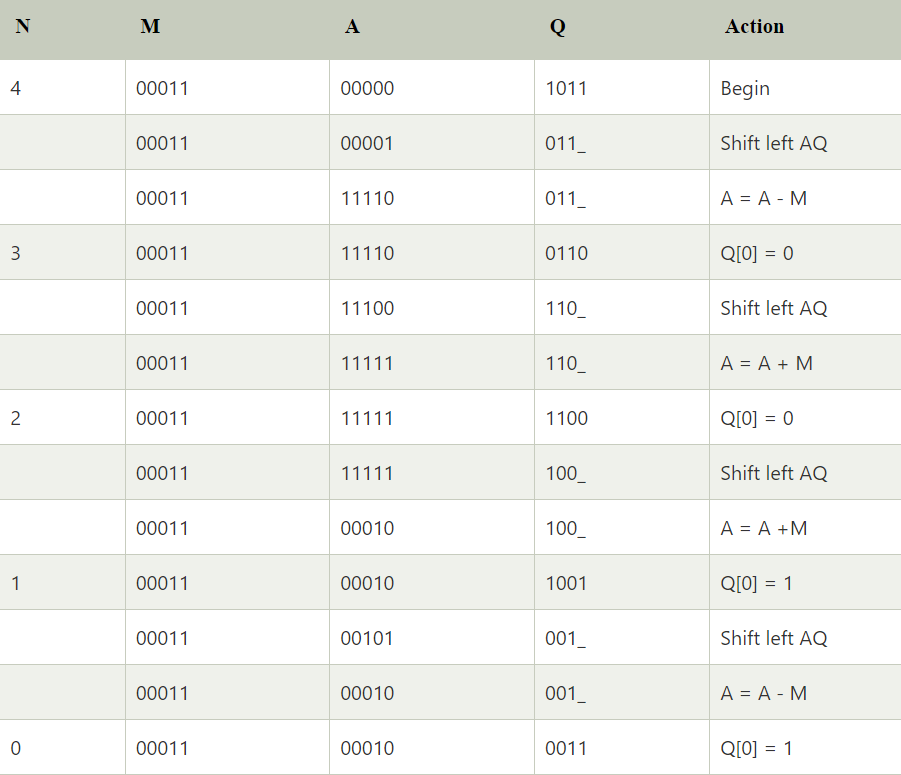 N M A Q Action
4 00011 00000 1011 Begin
00011 00001 011_ Shift left AQ
00011 11110 011_ A = A - M
3 00011 11110 0110 Q[0] = 0
00011 11100 110_ Shift left AQ
00011 11111 110_ A = A + M
2 00011 11111 1100 Q[0] = 0
00011 11111 100_ Shift left AQ
00011 00010 100_ A = A +M
1 00011 00010 1001 Q[0] = 1
00011 00101 001_ Shift left AQ
00011 00010 001_ A = A - M
0 00011 00010 0011 Q[0] = 1